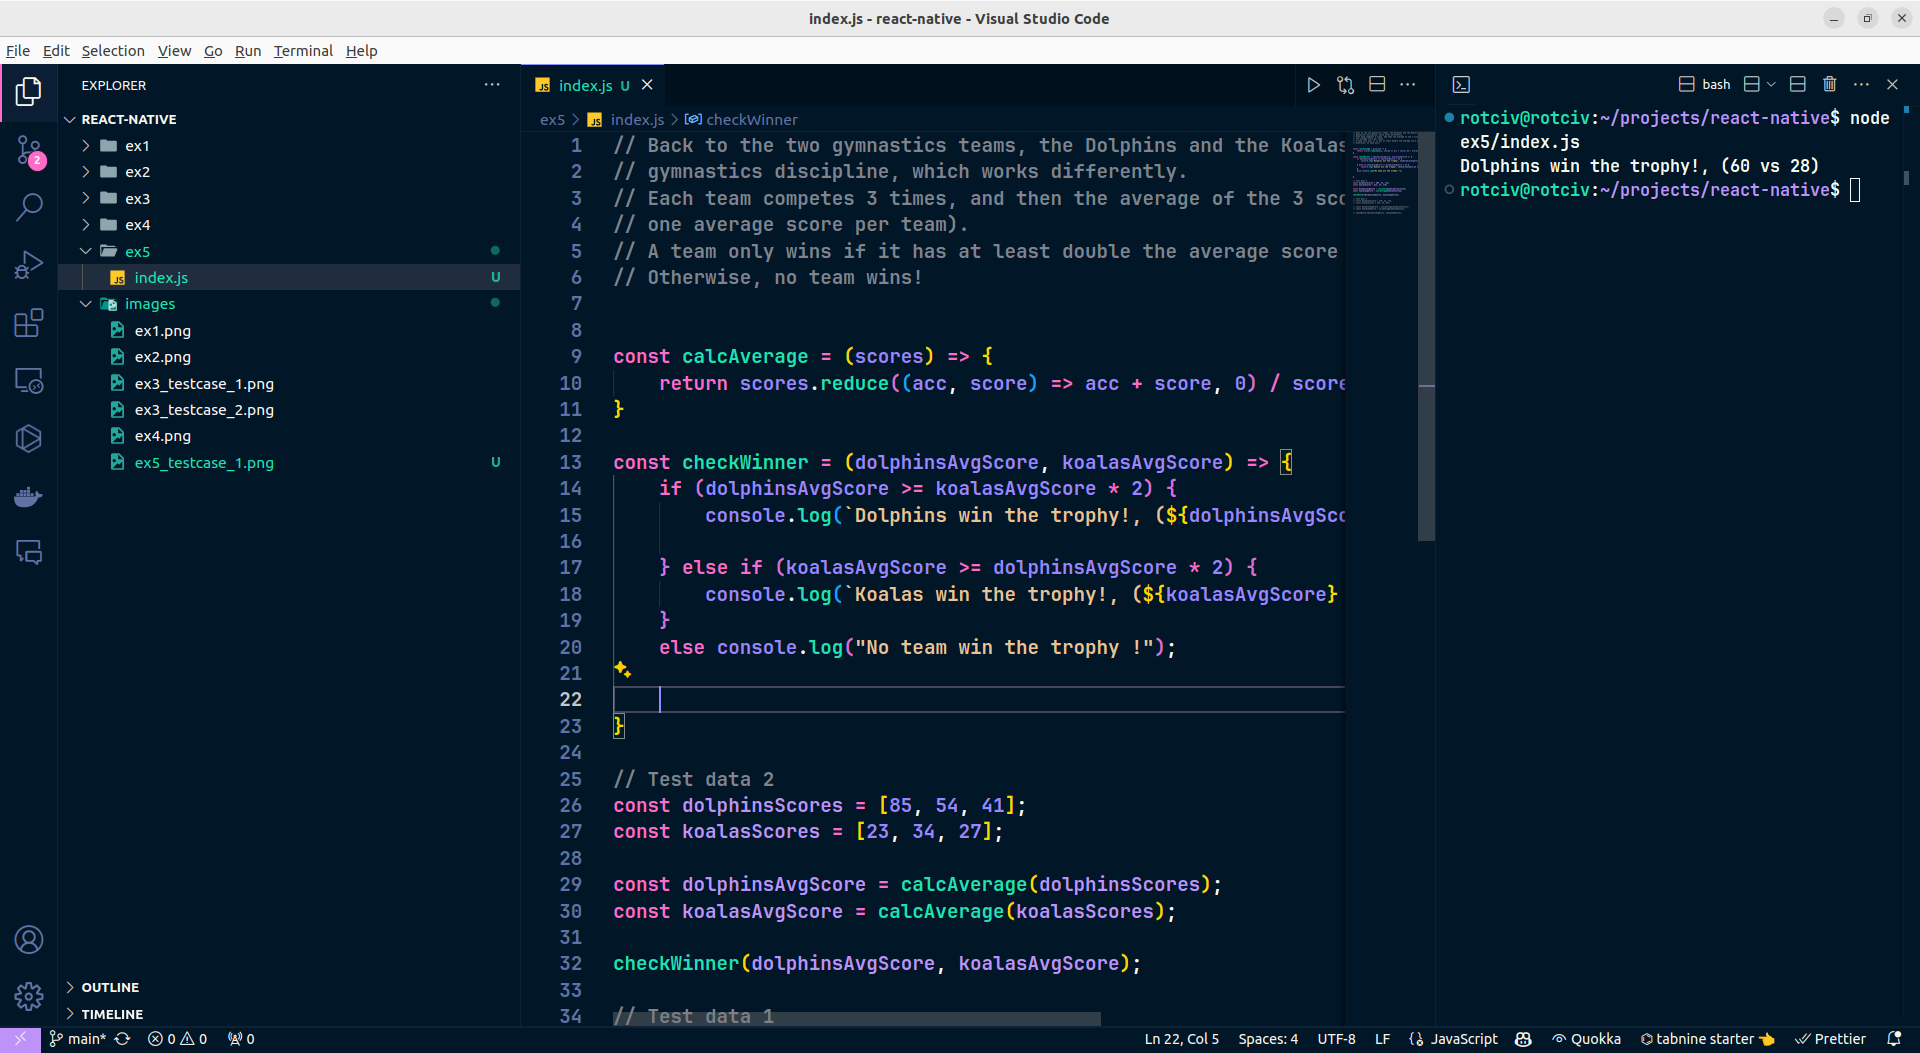 index.js - react-native - Visual Studio Code
File Edit Selection View Go Run Terminal Help
EXPLORER
REACT-NATIVE
ex1
ex2
ex3
ex4
ex5
index.js U
images
ex1.png
ex2.png
ex3_testcase_1.png
ex3_testcase_2.png
ex4.png
ex5_testcase_1.png U
OUTLINE
TIMELINE
2
JS index.js U
ex5 > JS index.js > checkWinner
1 // Back to the two gymnastics teams, the Dolphins and the Koalas
2 // gymnastics discipline, which works differently.
3 // Each team competes 3 times, and then the average of the 3 sco
4 // one average score per team).
5 // A team only wins if it has at least double the average score
6 // Otherwise, no team wins!
7
8
9 const calcAverage = (scores) => {
10 return scores.reduce((acc, score) => acc + score, 0) / score
11 }
12
13 const checkWinner = (dolphinsAvgScore, koalasAvgScore) => {
14 if (dolphinsAvgScore >= koalasAvgScore * 2) {
15 console.log(`Dolphins win the trophy!, (${dolphinsAvgSco
16
17 } else if (koalasAvgScore >= dolphinsAvgScore * 2) {
18 console.log(`Koalas win the trophy!, (${koalasAvgScore}
19 }
20 else console.log("No team win the trophy !");
21
22
23 }
24
25 // Test data 2
26 const dolphinsScores = [85, 54, 41];
27 const koalasScores = [23, 34, 27];
28
29 const dolphinsAvgScore = calcAverage(dolphinsScores);
30 const koalasAvgScore = calcAverage(koalasScores);
31
32 checkWinner(dolphinsAvgScore, koalasAvgScore);
33
34 // Test data 1
bash
rotciv@rotciv:~/projects/react-native$ node
ex5/index.js
Dolphins win the trophy!, (60 vs 28)
rotciv@rotciv:~/projects/react-native$
main* 0 0 0 Ln 22, Col 5 Spaces: 4 UTF-8 LF {} JavaScript Quokka tabnine starter Prettier